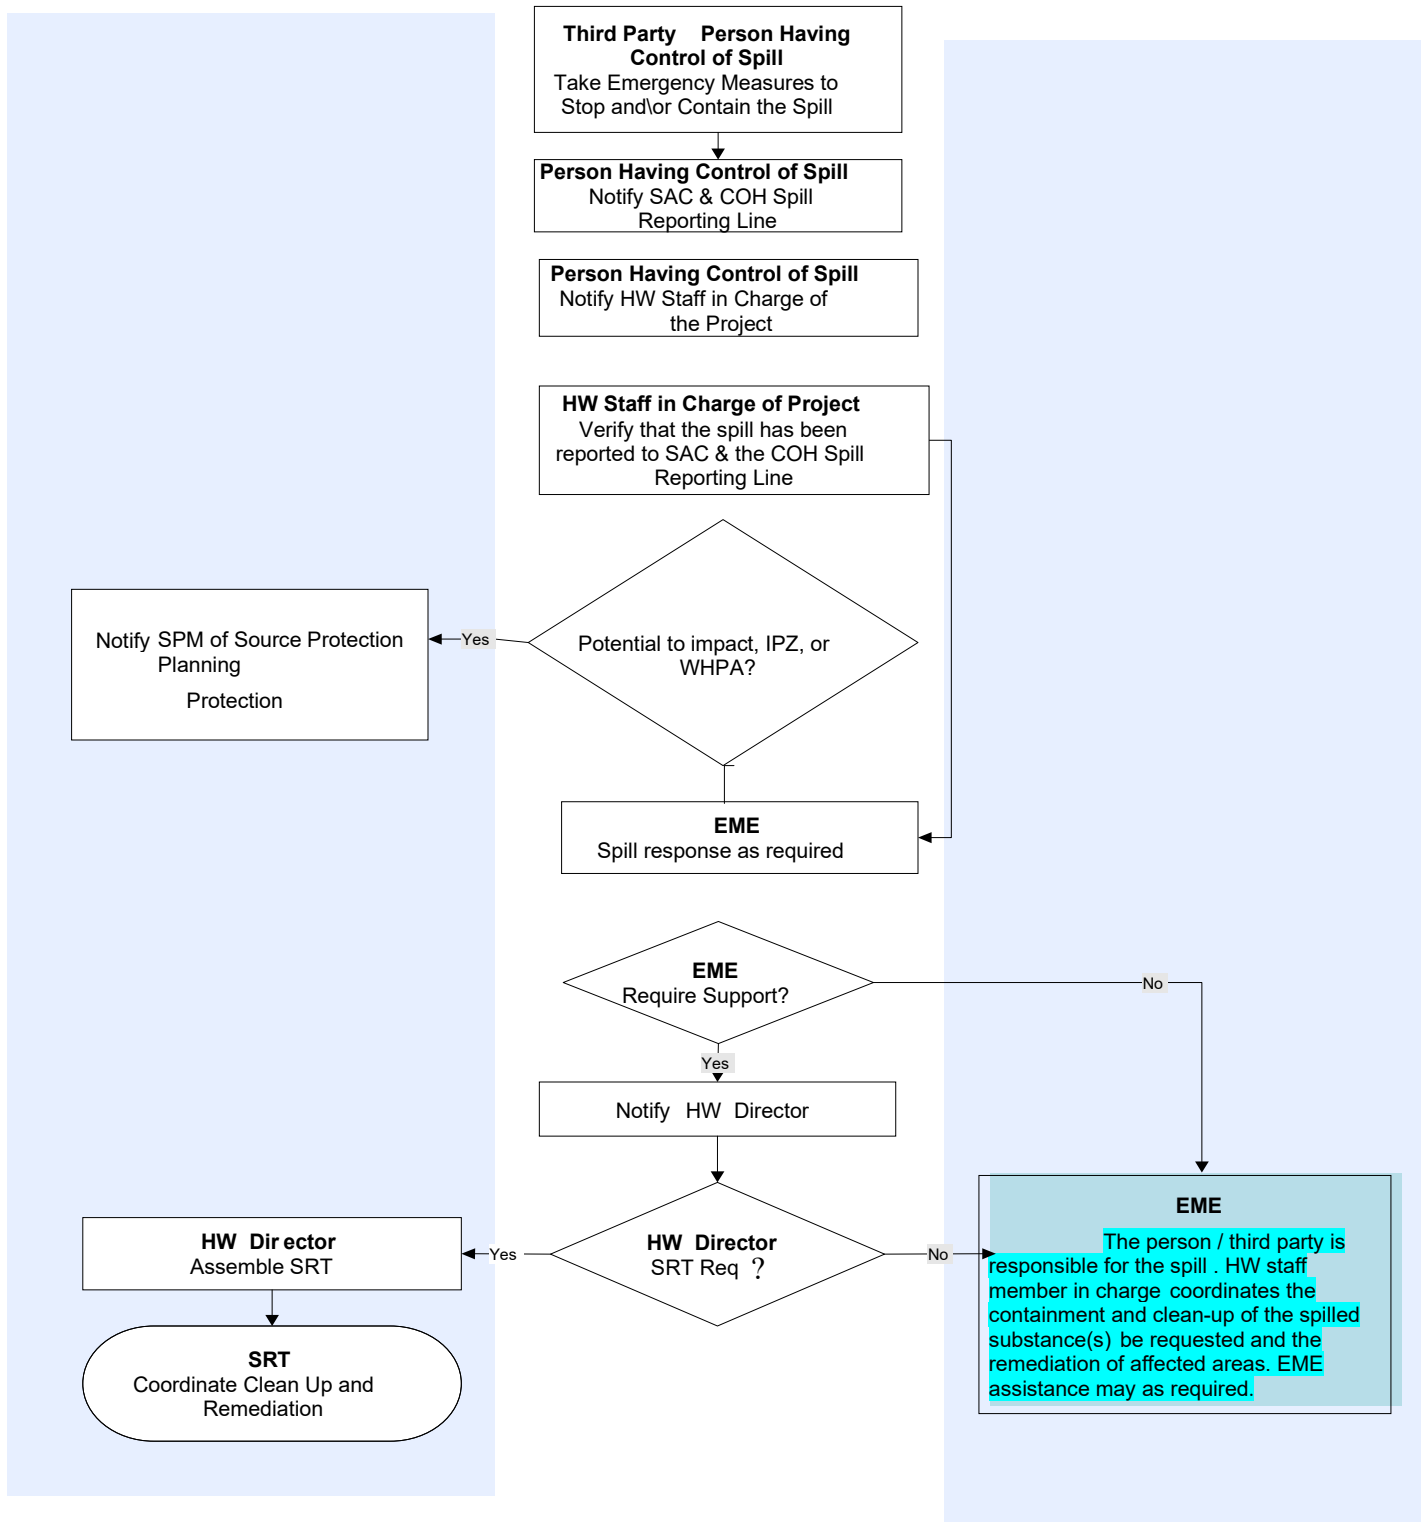 Third Party Person Having
Control of Spill
Take Emergency Measures to
Stop and\or Contain the Spill
Person Having Control of Spill
Notify SAC & COH Spill
Reporting Line
Person Having Control of Spill
Notify HW Staff in Charge of
the Project
HW Staff in Charge of Project
Verify that the spill has been
reported to SAC & the COH Spill
Reporting Line
Potential to impact, IPZ, or
WHPA?
Yes
Notify SPM of Source Protection
Planning
Protection
EME
Spill response as required
EME
Require Support?
No
Yes
Notify HW Director
HW Director
SRT Req ?
Yes
No
HW Director
Assemble SRT
SRT
Coordinate Clean Up and
Remediation
EME
The person / third party is
responsible for the spill . HW staff
member in charge coordinates the
containment and clean-up of the spilled
substance(s) be requested and the
remediation of affected areas. EME
assistance may as required.